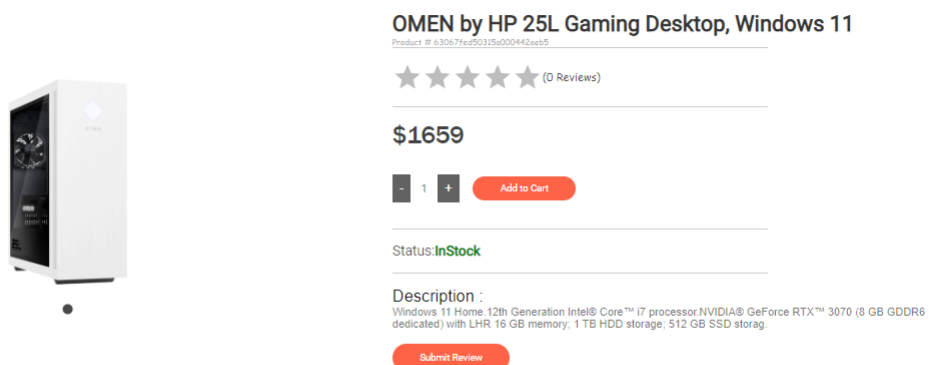 OMEN by HP 25L Gaming Desktop, Windows 11
Product # 63067fed50315a000442aeb5
(0 Reviews)
$1659
- 1 + Add to Cart
Status:InStock
Description :
Windows 11 Home.12th Generation Intel® Core™ i7 processor.NVIDIA® GeForce RTX™ 3070 (8 GB GDDR6
dedicated) with LHR 16 GB memory; 1 TB HDD storage; 512 GB SSD storag.
Submit Review
25L